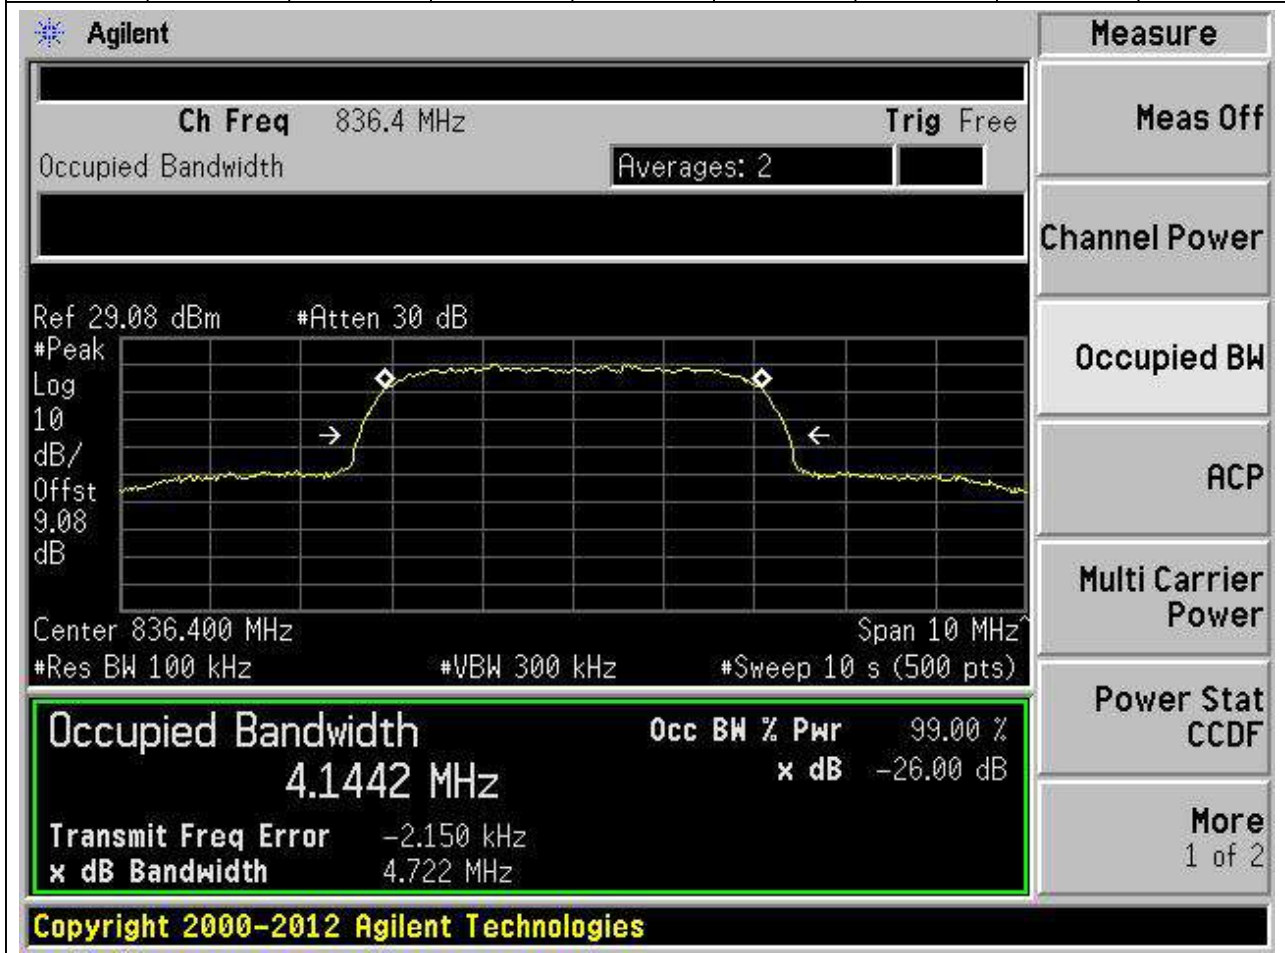 Agilent
Measure
Ch Freq 836.4 MHz Trig Free
Occupied Bandwidth Averages: 2
Meas Off
Channel Power
Occupied BW
ACP
Multi Carrier
Power
Power Stat
CCDF
More
1 of 2
Ref 29.08 dBm #Atten 30 dB
#Peak
Log
10
dB/
Offst
9.08
dB
Center 836.400 MHz Span 10 MHz^
#Res BW 100 kHz #VBW 300 kHz #Sweep 10 s (500 pts)
Occupied Bandwidth Occ BW % Pwr 99.00 %
4.1442 MHz x dB -26.00 dB
Transmit Freq Error -2.150 kHz
x dB Bandwidth 4.722 MHz
Copyright 2000-2012 Agilent Technologies